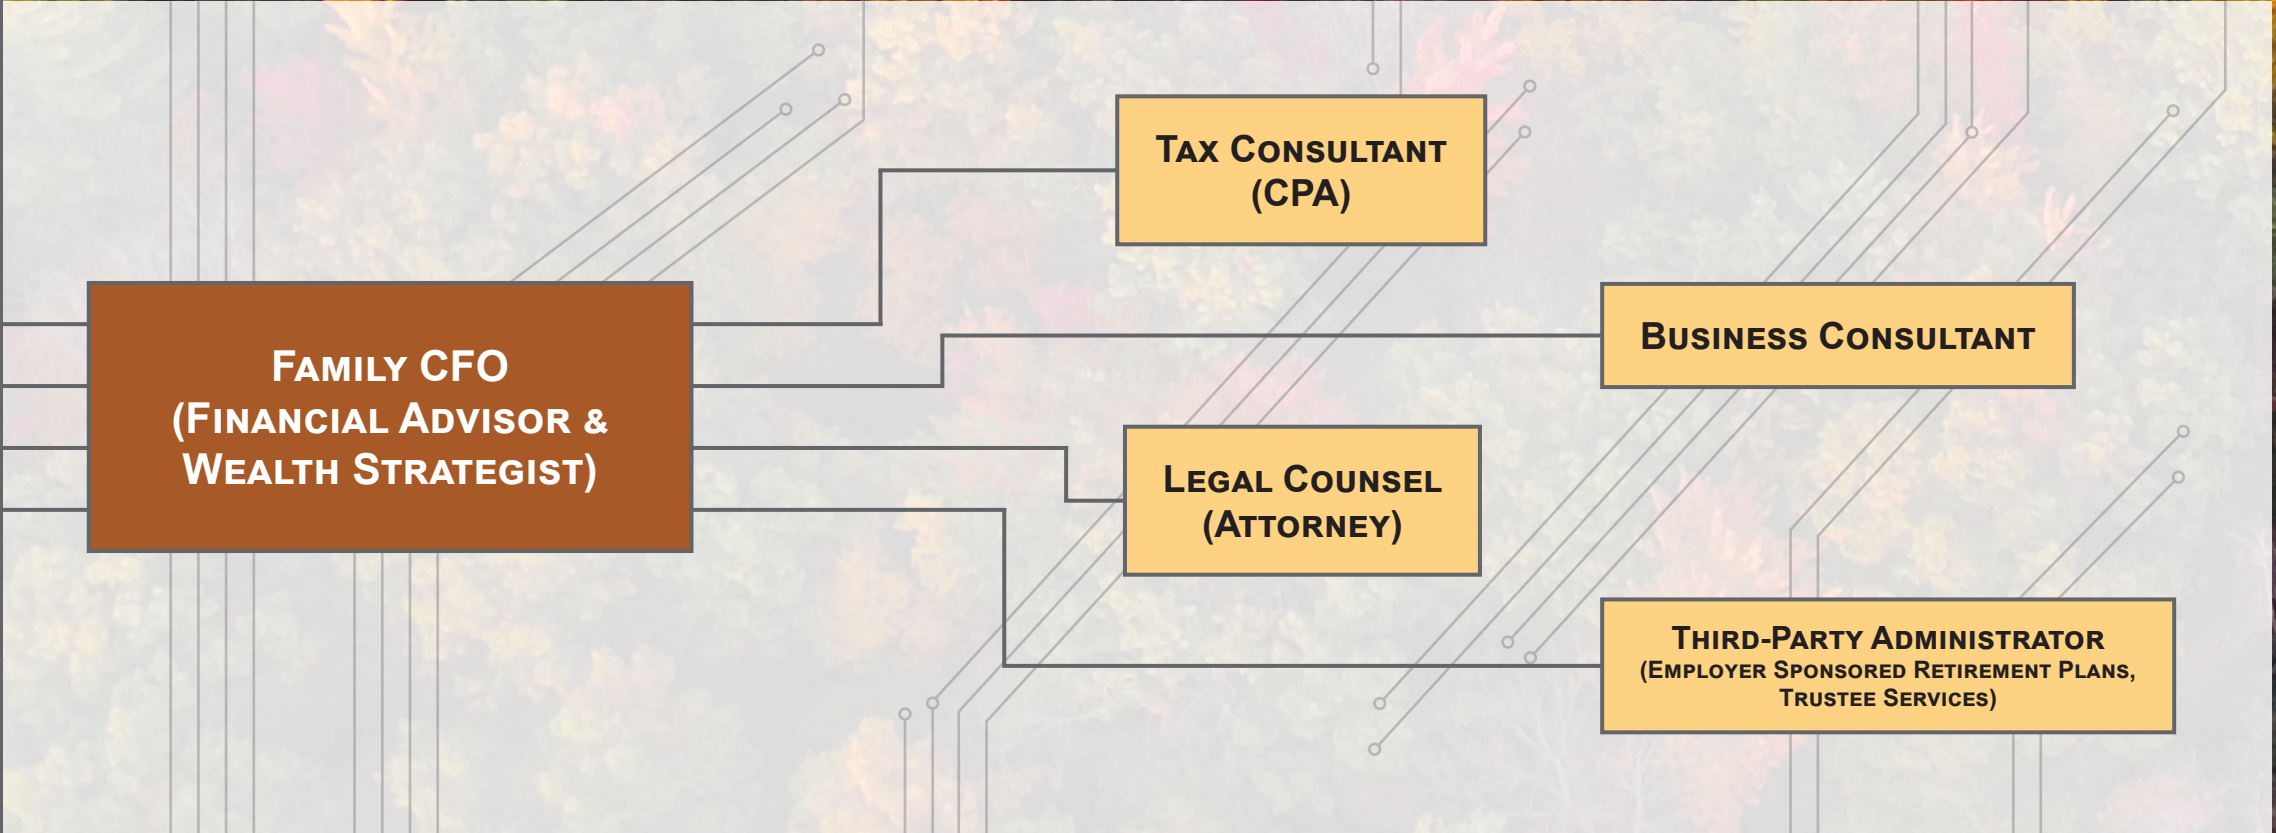 Tax Consultant
(CPA)
Family CFO
(Financial Advisor &
Wealth Strategist)
Business Consultant
Legal Counsel
(Attorney)
Third-Party Administrator
(Employer Sponsored Retirement Plans,
Trustee Services)